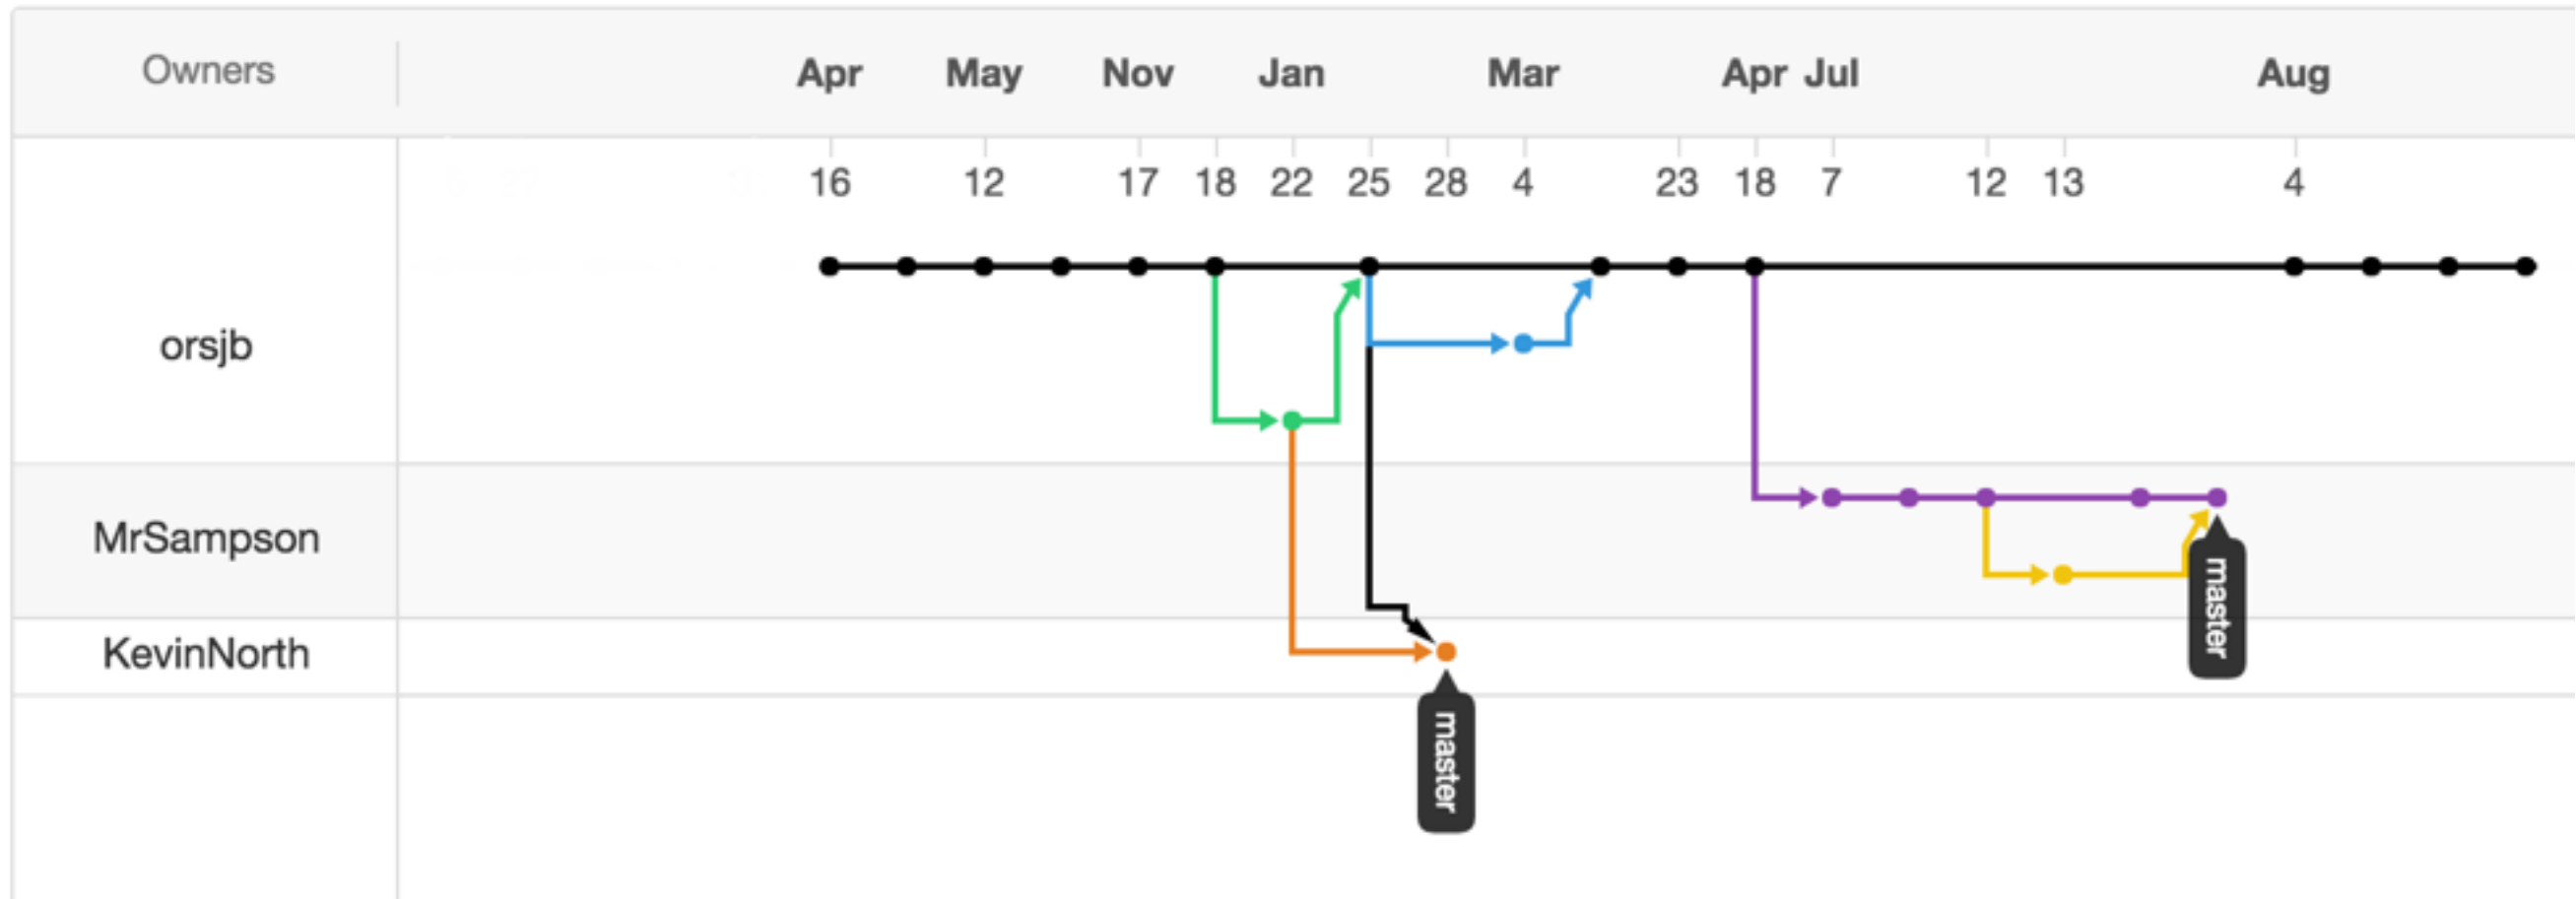 Owners Apr May Nov Jan Mar Apr Jul Aug
16 12 17 18 22 25 28 4 23 18 7 12 13 4
orsjb
MrSampson
KevinNorth
master
master